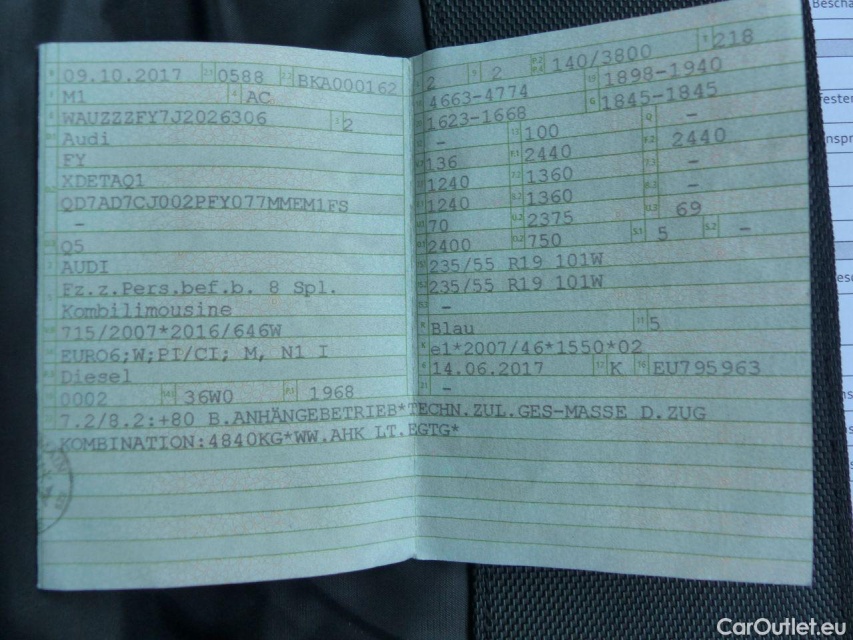 09.10.2017 0588 BKA000162
M1 AC
WAUZZZFY7J2026306 2
Audi
FY
XDETAQ1
QD7AD7CJ002PFY077MMEM1FS
–
Q5
AUDI
Fz.z.Pers.bef.b. 8 Spl.
Kombilimousine
715/2007*2016/646W
EURO6;W;PI/CI; M, N1 I
Diesel
0002 36W0 1968
7.2/8.2:+80 B.ANHÄNGEBETRIEB*TECHN.ZUL.GES-MASSE D.ZUG
KOMBINATION:4840KG*WW.AHK LT.EGTG*
2 2 140/3800 218
4663-4774 1898-1940
1623-1668 1845-1845
– 100 –
136 2440 2440
1240 1360 –
1240 1360 –
70 2375 69
2400 750 5 –
235/55 R19 101W
235/55 R19 101W
–
Blau 5
e1*2007/46*1550*02
14.06.2017 K EU795963
–
Bescha
CarOutlet.eu